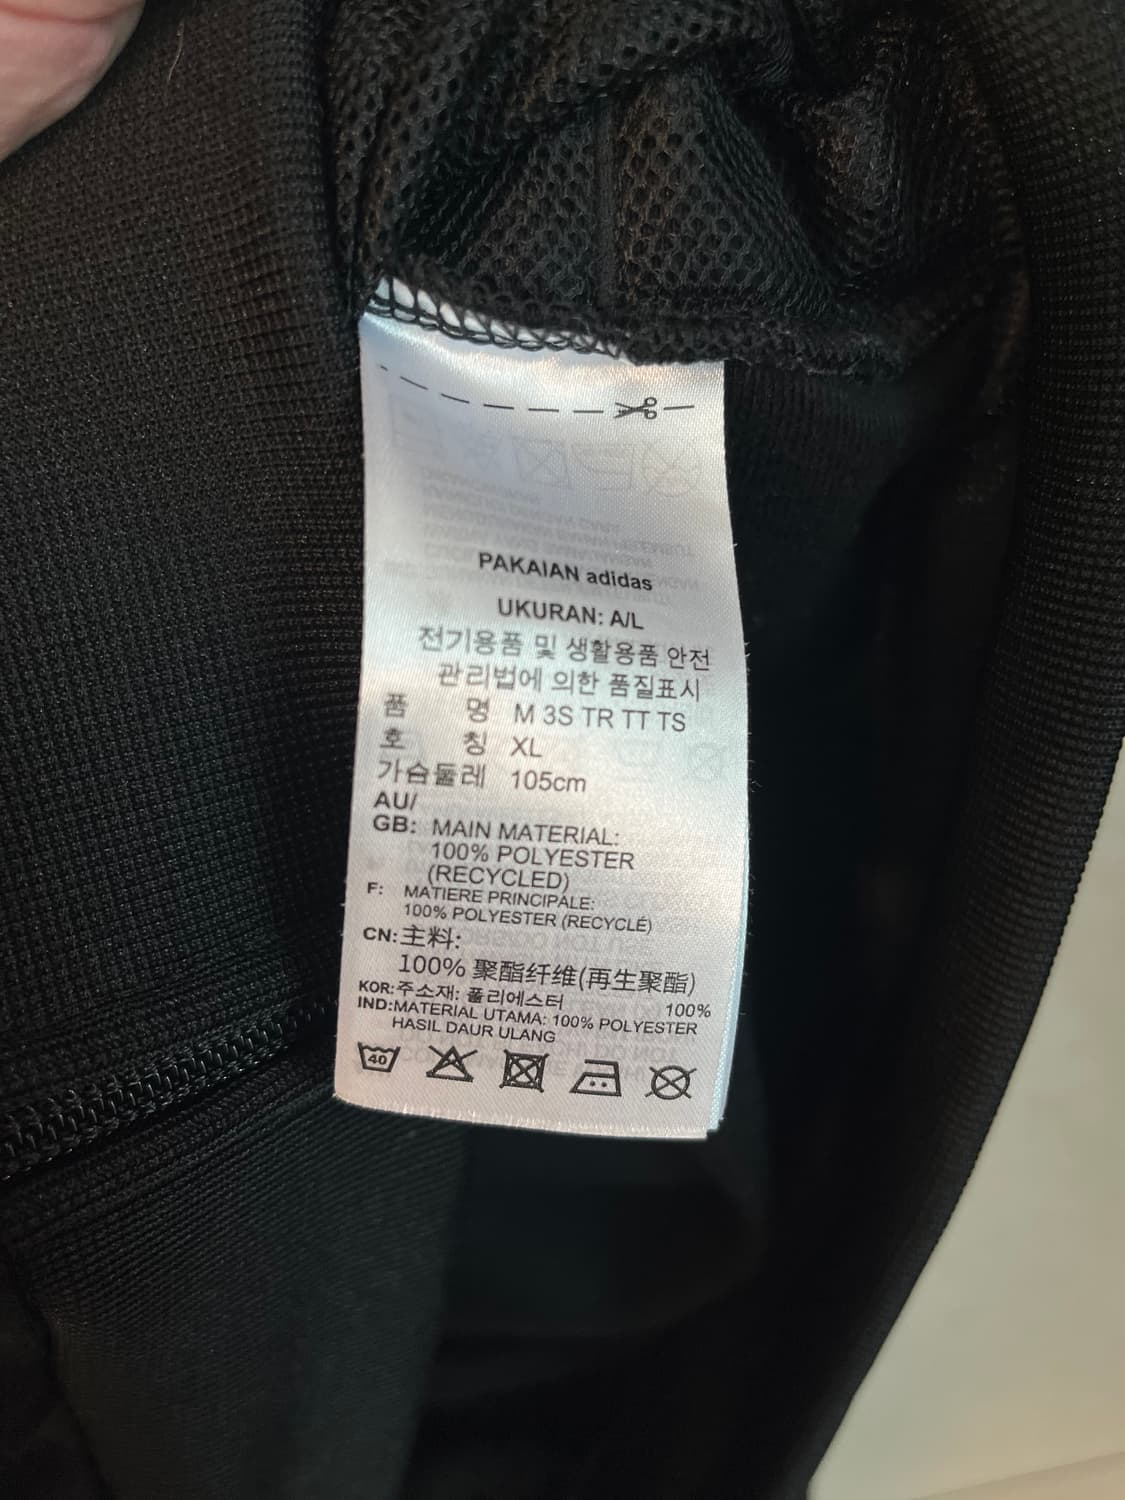 PAKAIAN adidas
UKURAN: A/L
전기용품 및 생활용품 안전
관리법에 의한 품질표시
품 명 M 3S TR TT TS
호 칭 XL
가슴둘레 105cm
AU/
GB: MAIN MATERIAL:
100% POLYESTER
(RECYCLED)
F: MATIERE PRINCIPALE:
100% POLYESTER (RECYCLÉ)
CN: 主料:
100% 聚酯纤维(再生聚酯)
KOR: 주소재: 폴리에스터 100%
IND: MATERIAL UTAMA: 100% POLYESTER
HASIL DAUR ULANG
40